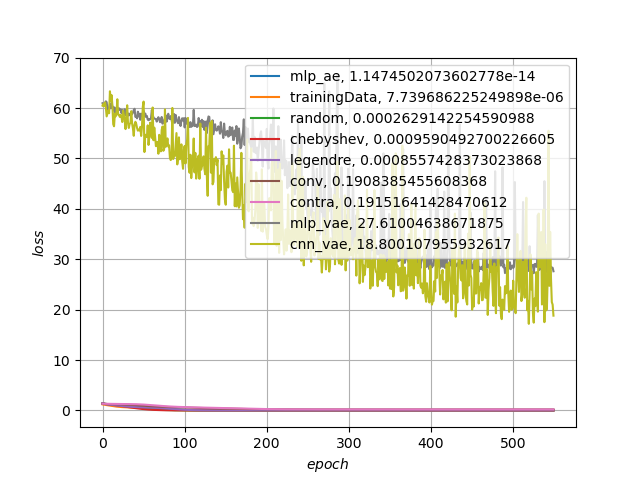 70
60
50
40
30
20
10
0
loss
mlp_ae, 1.1474502073602778e-14
trainingData, 7.739686225249898e-06
random, 0.0002629142254590988
chebyshev, 0.0009590492700226605
legendre, 0.0008557428373023868
conv, 0.1908385455608368
contra, 0.19151641428470612
mlp_vae, 27.61004638671875
cnn_vae, 18.800107955932617
0 100 200 300 400 500
epoch